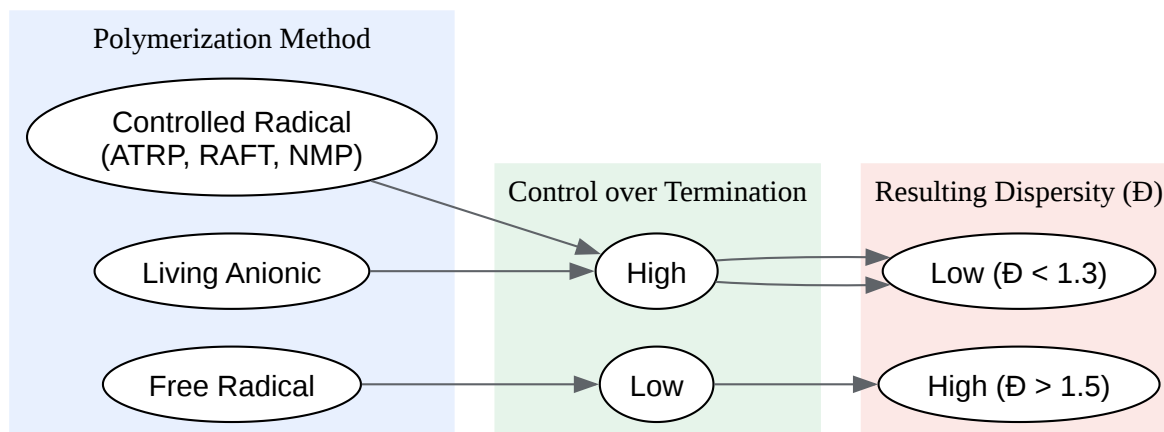 Polymerization Method
Controlled Radical
(ATRP, RAFT, NMP)
Living Anionic
Free Radical
Control over Termination
High
Low
Resulting Dispersity (Đ)
Low (Đ < 1.3)
High (Đ > 1.5)